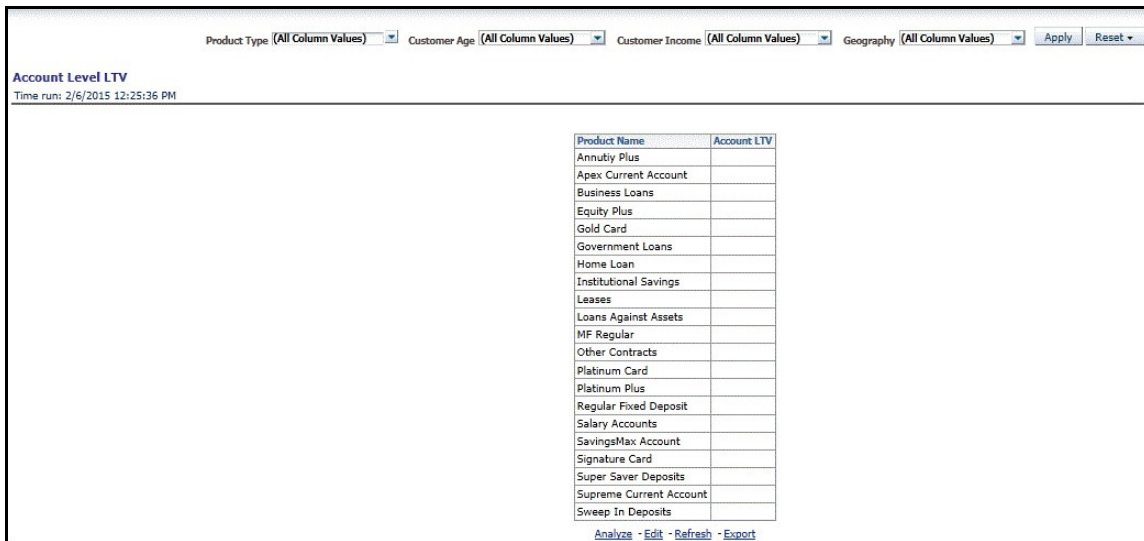 Product Type (All Column Values) Customer Age (All Column Values) Customer Income (All Column Values) Geography (All Column Values) Apply Reset
Account Level LTV
Time run: 2/6/2015 12:25:36 PM
Product Name Account LTV
Annutiy Plus
Apex Current Account
Business Loans
Equity Plus
Gold Card
Government Loans
Home Loan
Institutional Savings
Leases
Loans Against Assets
MF Regular
Other Contracts
Platinum Card
Platinum Plus
Regular Fixed Deposit
Salary Accounts
SavingsMax Account
Signature Card
Super Saver Deposits
Supreme Current Account
Sweep In Deposits
Analyze - Edit - Refresh - Export